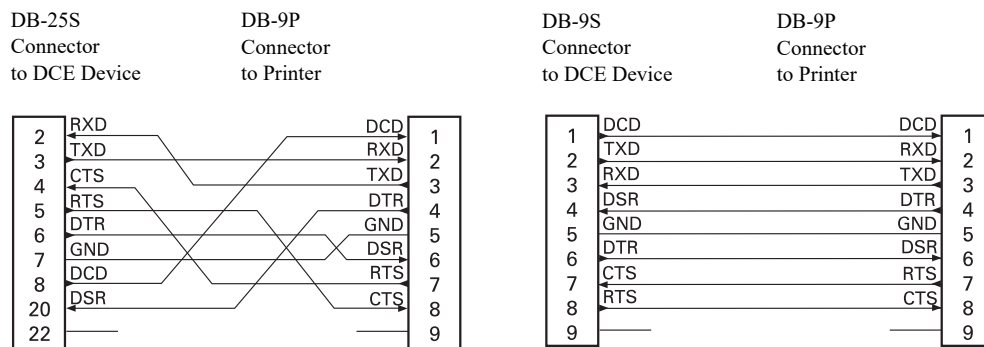 DB-25S
Connector
to DCE Device
DB-9P
Connector
to Printer
2 RXD DCD 1
3 TXD RXD 2
4 CTS TXD 3
5 RTS DTR 4
6 DTR GND 5
7 GND DSR 6
8 DCD RTS 7
20 DSR CTS 8
22 9
DB-9S
Connector
to DCE Device
DB-9P
Connector
to Printer
1 DCD DCD 1
2 TXD RXD 2
3 RXD TXD 3
4 DSR DTR 4
5 GND GND 5
6 DTR DSR 6
7 CTS RTS 7
8 RTS CTS 8
9 9